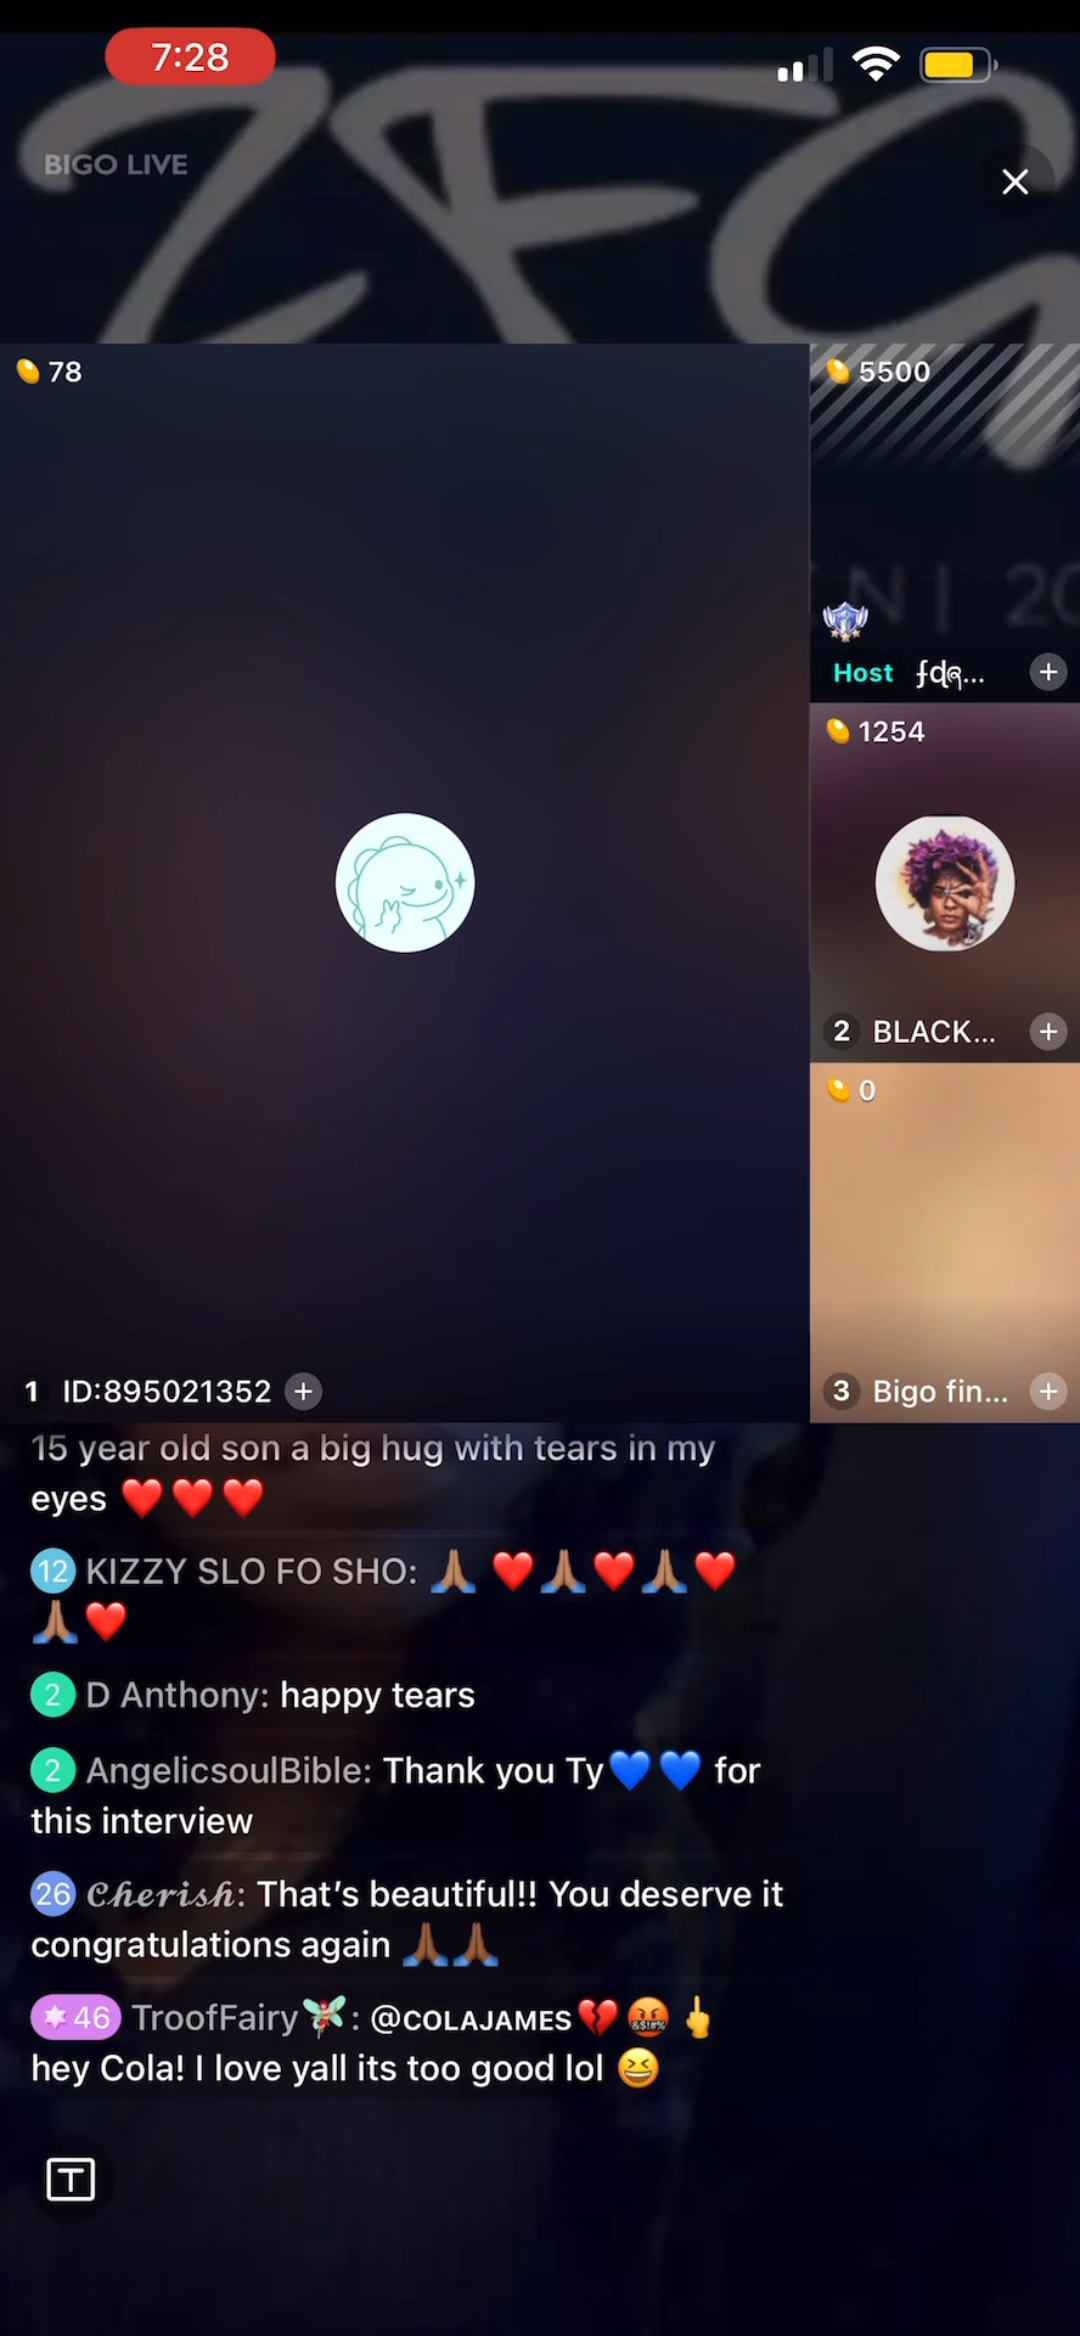 7:28
ZFG
BIGO LIVE
78
5500
N | 20
Host
1254
2 BLACK...
0
1 ID:895021352 +
3 Bigo fin...
15 year old son a big hug with tears in my
eyes ❤️ ❤️ ❤️
12 KIZZY SLO FO SHO: 🙏🏽 ❤️🙏🏽❤️🙏🏽❤️
🙏🏽❤️
2 D Anthony: happy tears
2 AngelicsoulBible: Thank you Ty💙 💙 for
this interview
26 𝓒𝓱𝓮𝓻𝓲𝓼𝓱: That’s beautiful!! You deserve it
congratulations again 🙏🏾🙏🏾
46 TroofFairy🧚: @ᴄᴏʟᴀᴊᴀᴍᴇs💔🤬🖕
hey Cola! I love yall its too good lol 😆
T